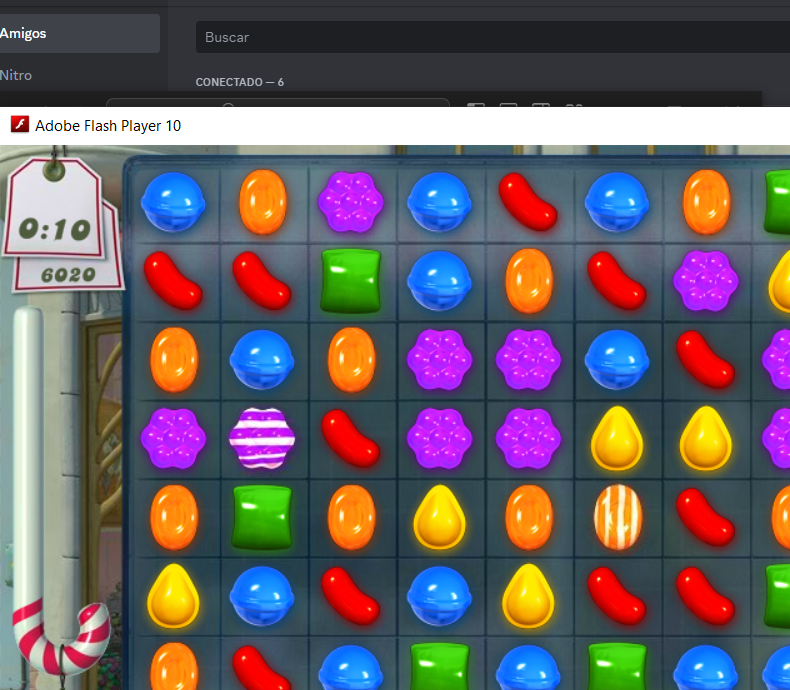 Amigos
Buscar
Nitro
CONECTADO — 6
Adobe Flash Player 10
0:10
6020